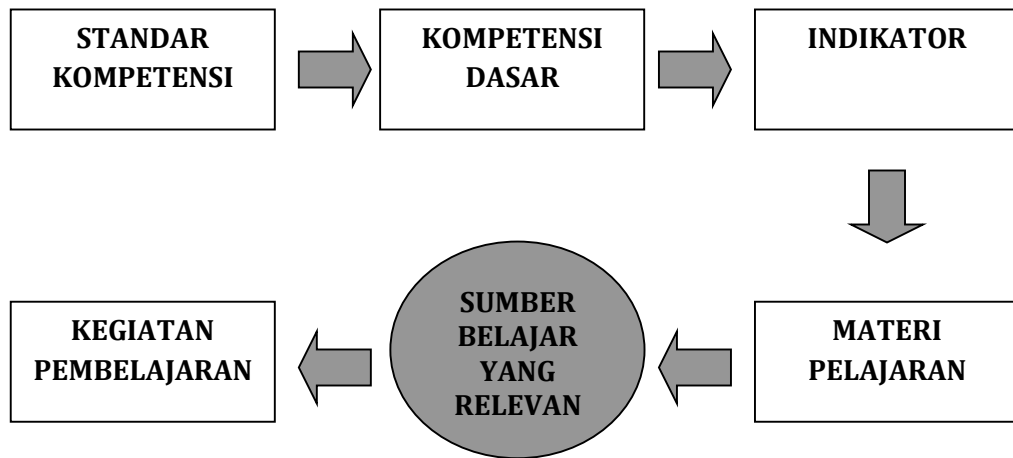 STANDAR
KOMPETENSI
KOMPETENSI
DASAR
INDIKATOR
KEGIATAN
PEMBELAJARAN
SUMBER
BELAJAR
YANG
RELEVAN
MATERI
PELAJARAN